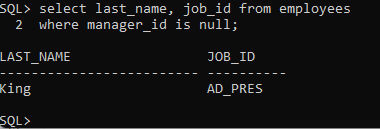 SQL> select last_name, job_id from employees
  2  where manager_id is null;
LAST_NAME                 JOB_ID
------------------------- ----------
King                      AD_PRES
SQL>